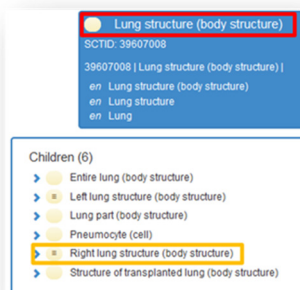 Lung structure (body structure)
SCTID: 39607008
39607008 | Lung structure (body structure) |
en Lung structure (body structure)
en Lung structure
en Lung
Children (6)
Entire lung (body structure)
Left lung structure (body structure)
Lung part (body structure)
Pneumocyte (cell)
Right lung structure (body structure)
Structure of transplanted lung (body structure)